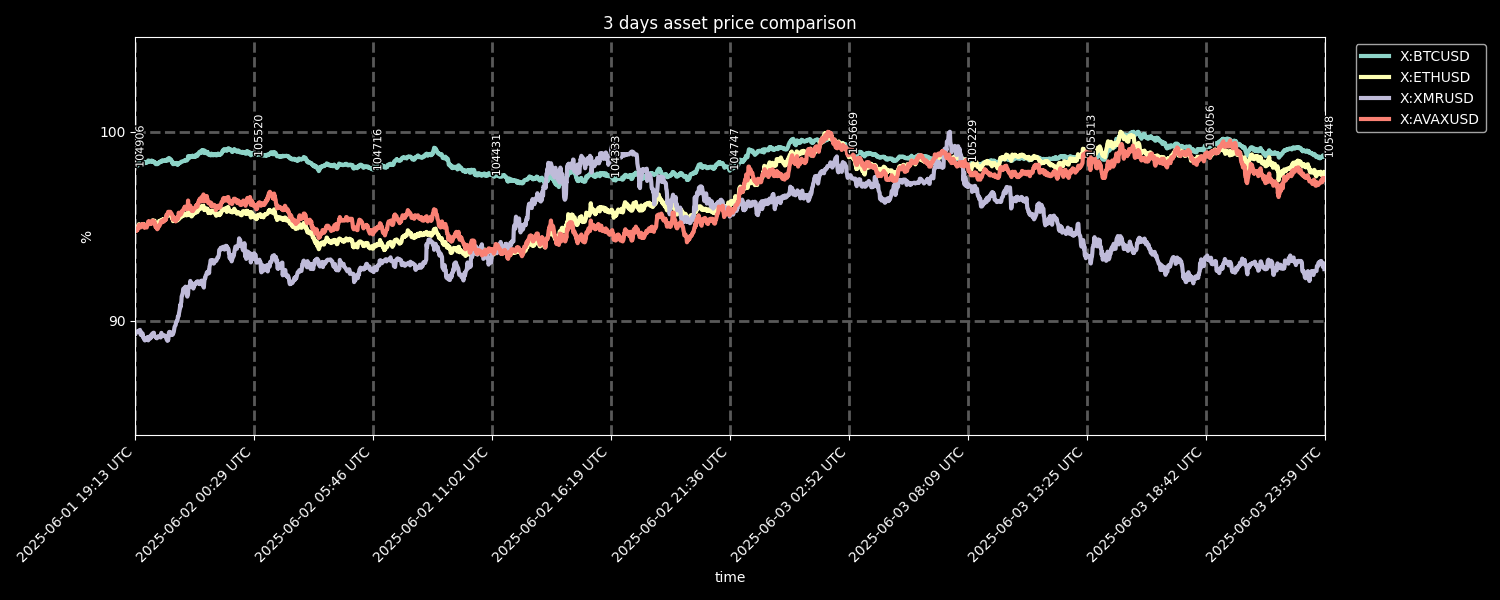 3 days asset price comparison
X:BTCUSD
X:ETHUSD
X:XMRUSD
X:AVAXUSD
100
90
%
104906
105520
104716
104331
104333
104747
105669
105229
105513
106056
105448
2025-06-01 19:13 UTC
2025-06-02 00:29 UTC
2025-06-02 05:46 UTC
2025-06-02 11:02 UTC
2025-06-02 16:19 UTC
2025-06-02 21:36 UTC
2025-06-03 02:52 UTC
2025-06-03 08:09 UTC
2025-06-03 13:25 UTC
2025-06-03 18:42 UTC
2025-06-03 23:59 UTC
time